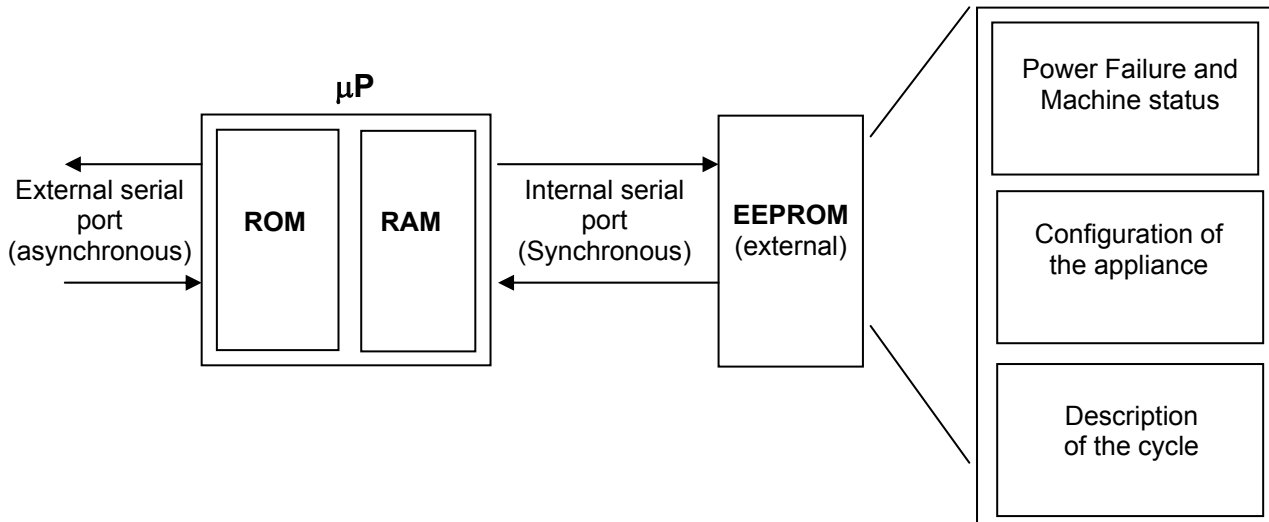 μP
External serial
port
(asynchronous)
ROM
RAM
Internal serial
port
(Synchronous)
EEPROM
(external)
Power Failure and
Machine status
Configuration of
the appliance
Description
of the cycle